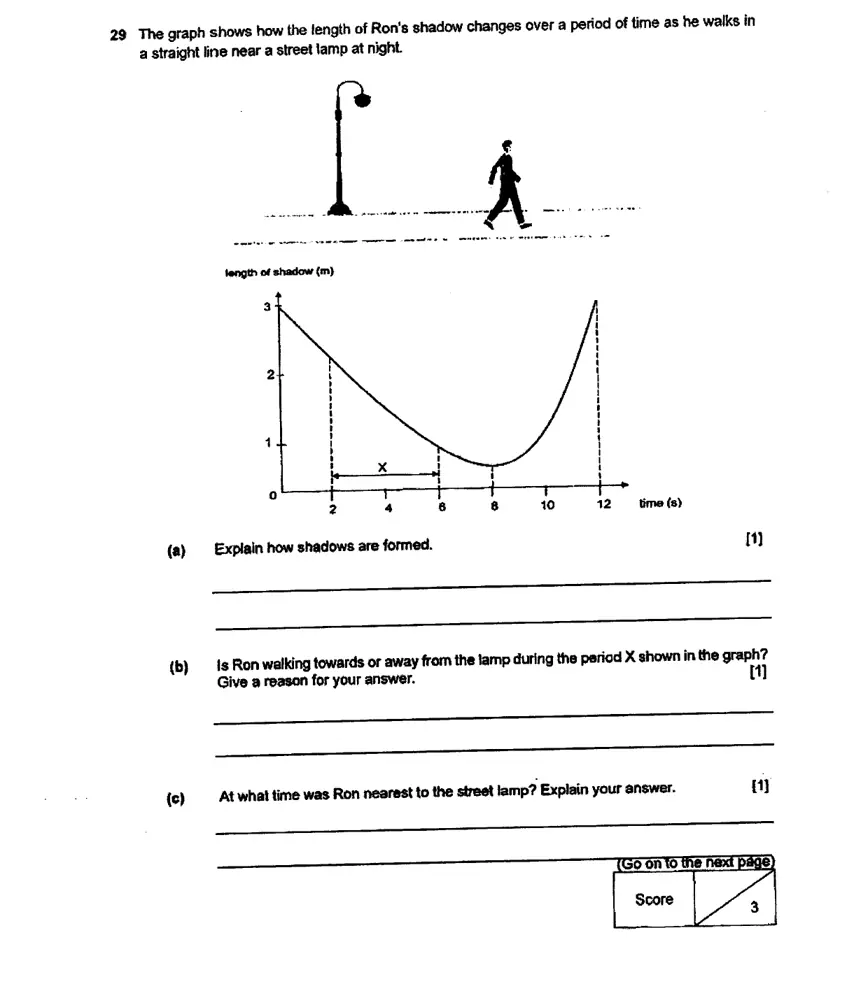 29 The graph shows how the length of Ron's shadow changes over a period of time as he walks in
a straight line near a street lamp at night.
length of shadow (m)
3
2
1
X
0
2 4 6 8 10 12 time (s)
(a) Explain how shadows are formed. [1]
(b) Is Ron walking towards or away from the lamp during the period X shown in the graph?
Give a reason for your answer. [1]
(c) At what time was Ron nearest to the street lamp? Explain your answer. [1]
(Go on to the next page)
Score 3